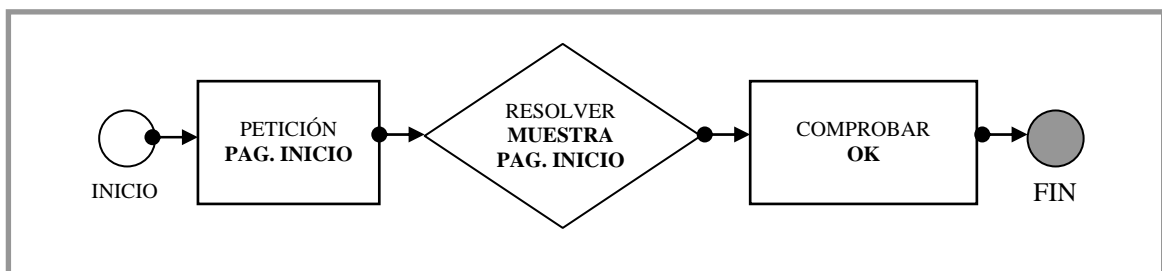 INICIO
PETICIÓN
PAG. INICIO
RESOLVER
MUESTRA
PAG. INICIO
COMPROBAR
OK
FIN